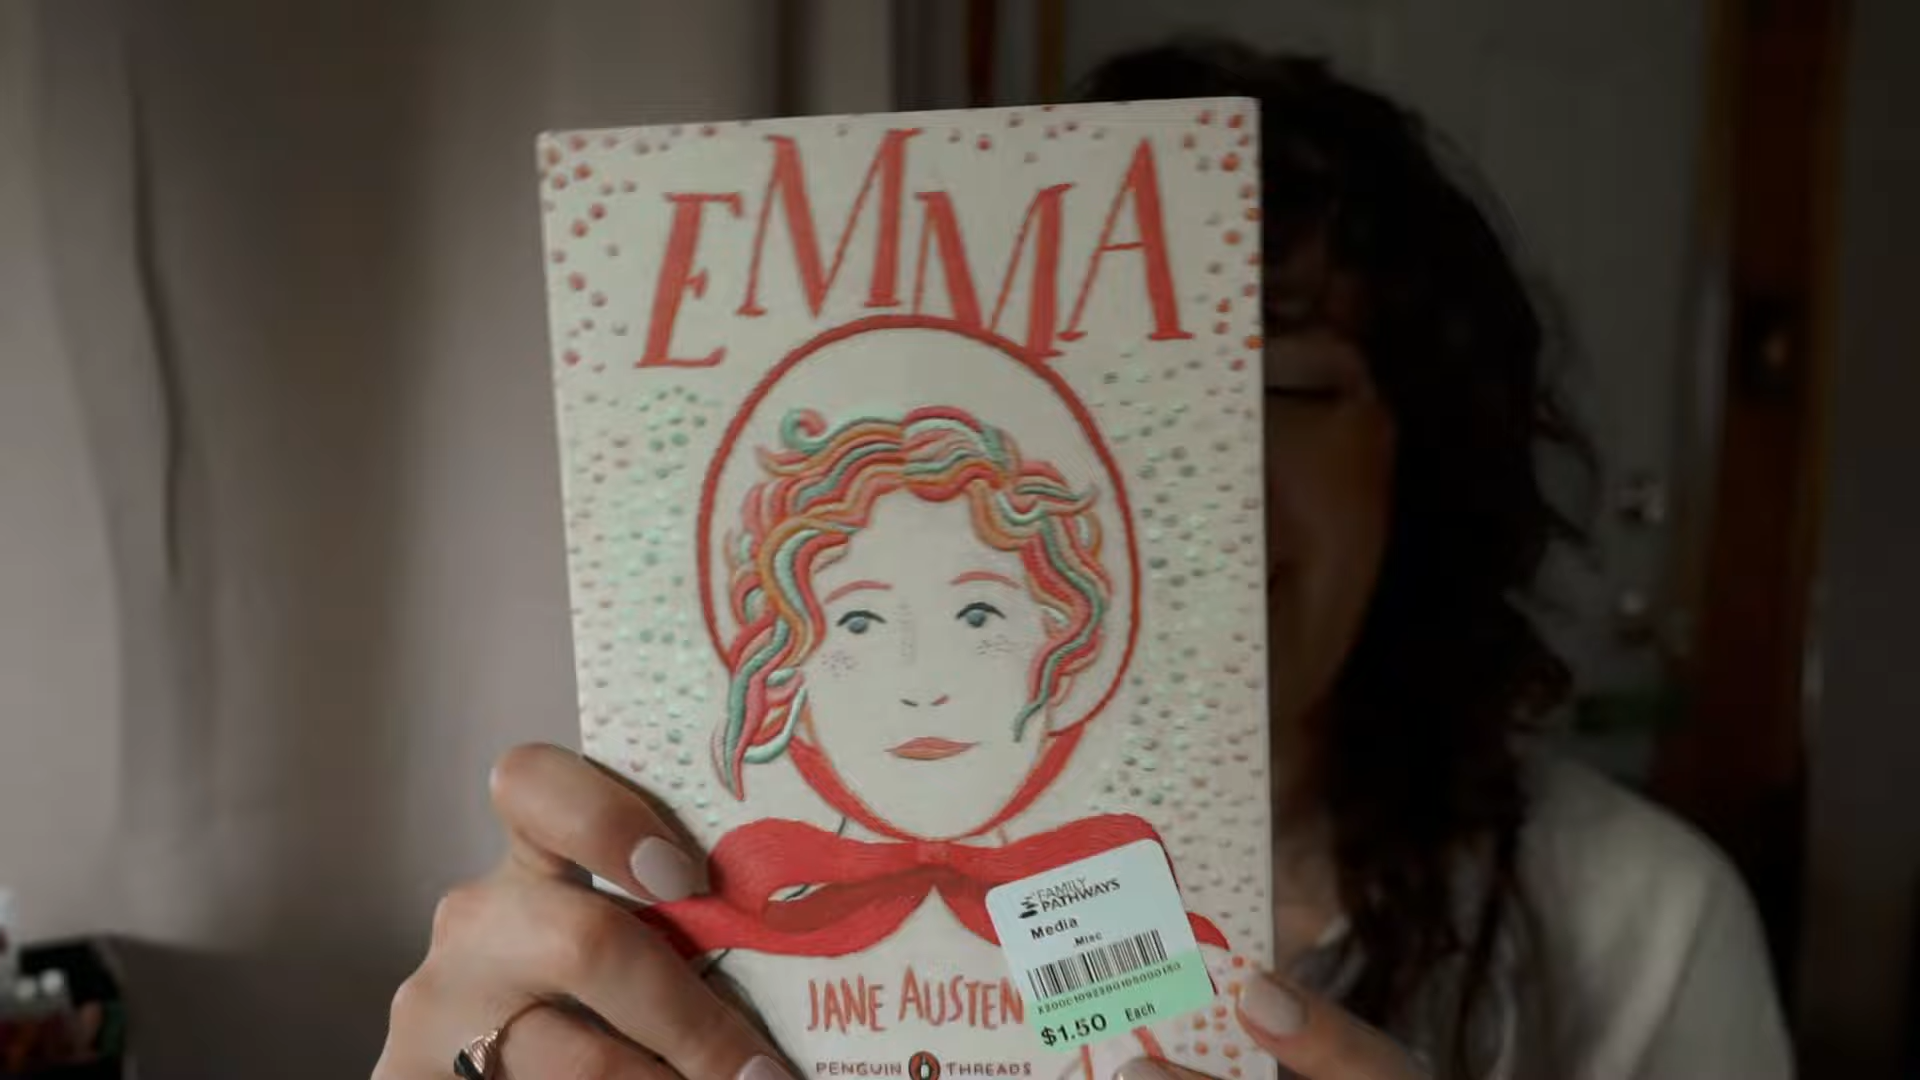 EMMA
FAMILY
PATHWAYS
Media
Misc
$1.50 Each
JANE AUSTEN
PENGUIN THREADS